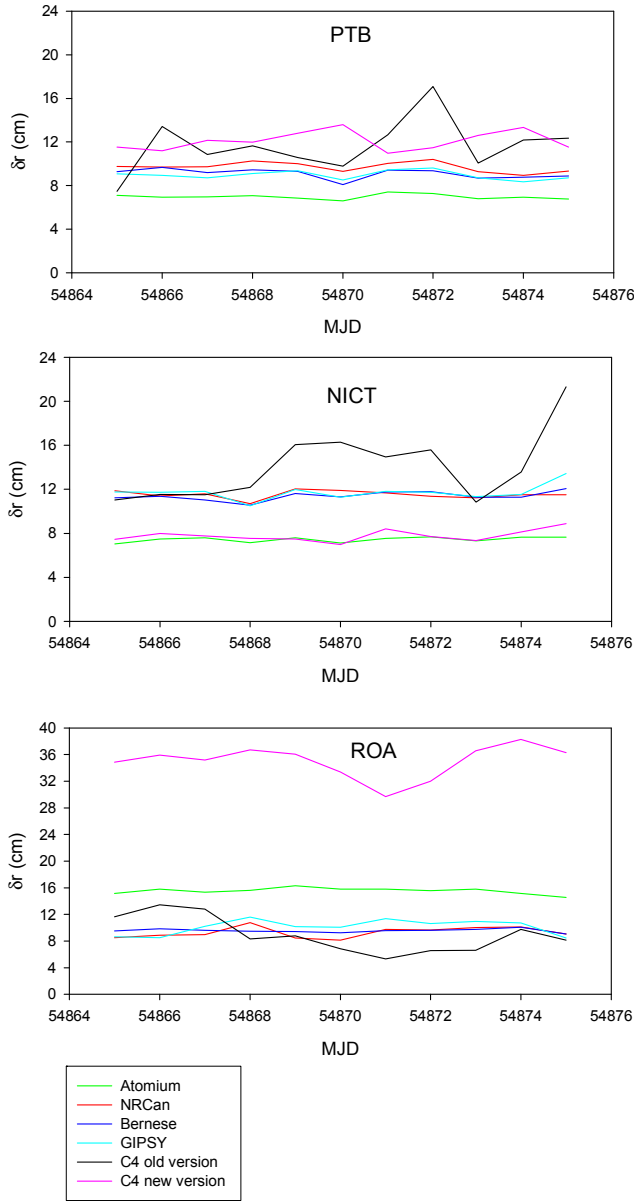 PTB
24
20
16
12
8
4
0
δr (cm)
54864 54866 54868 54870 54872 54874 54876
MJD
NICT
24
20
16
12
8
4
0
δr (cm)
54864 54866 54868 54870 54872 54874 54876
MJD
ROA
40
36
32
28
24
20
16
12
8
4
0
δr (cm)
54864 54866 54868 54870 54872 54874 54876
MJD
Atomium
NRCan
Bernese
GIPSY
C4 old version
C4 new version